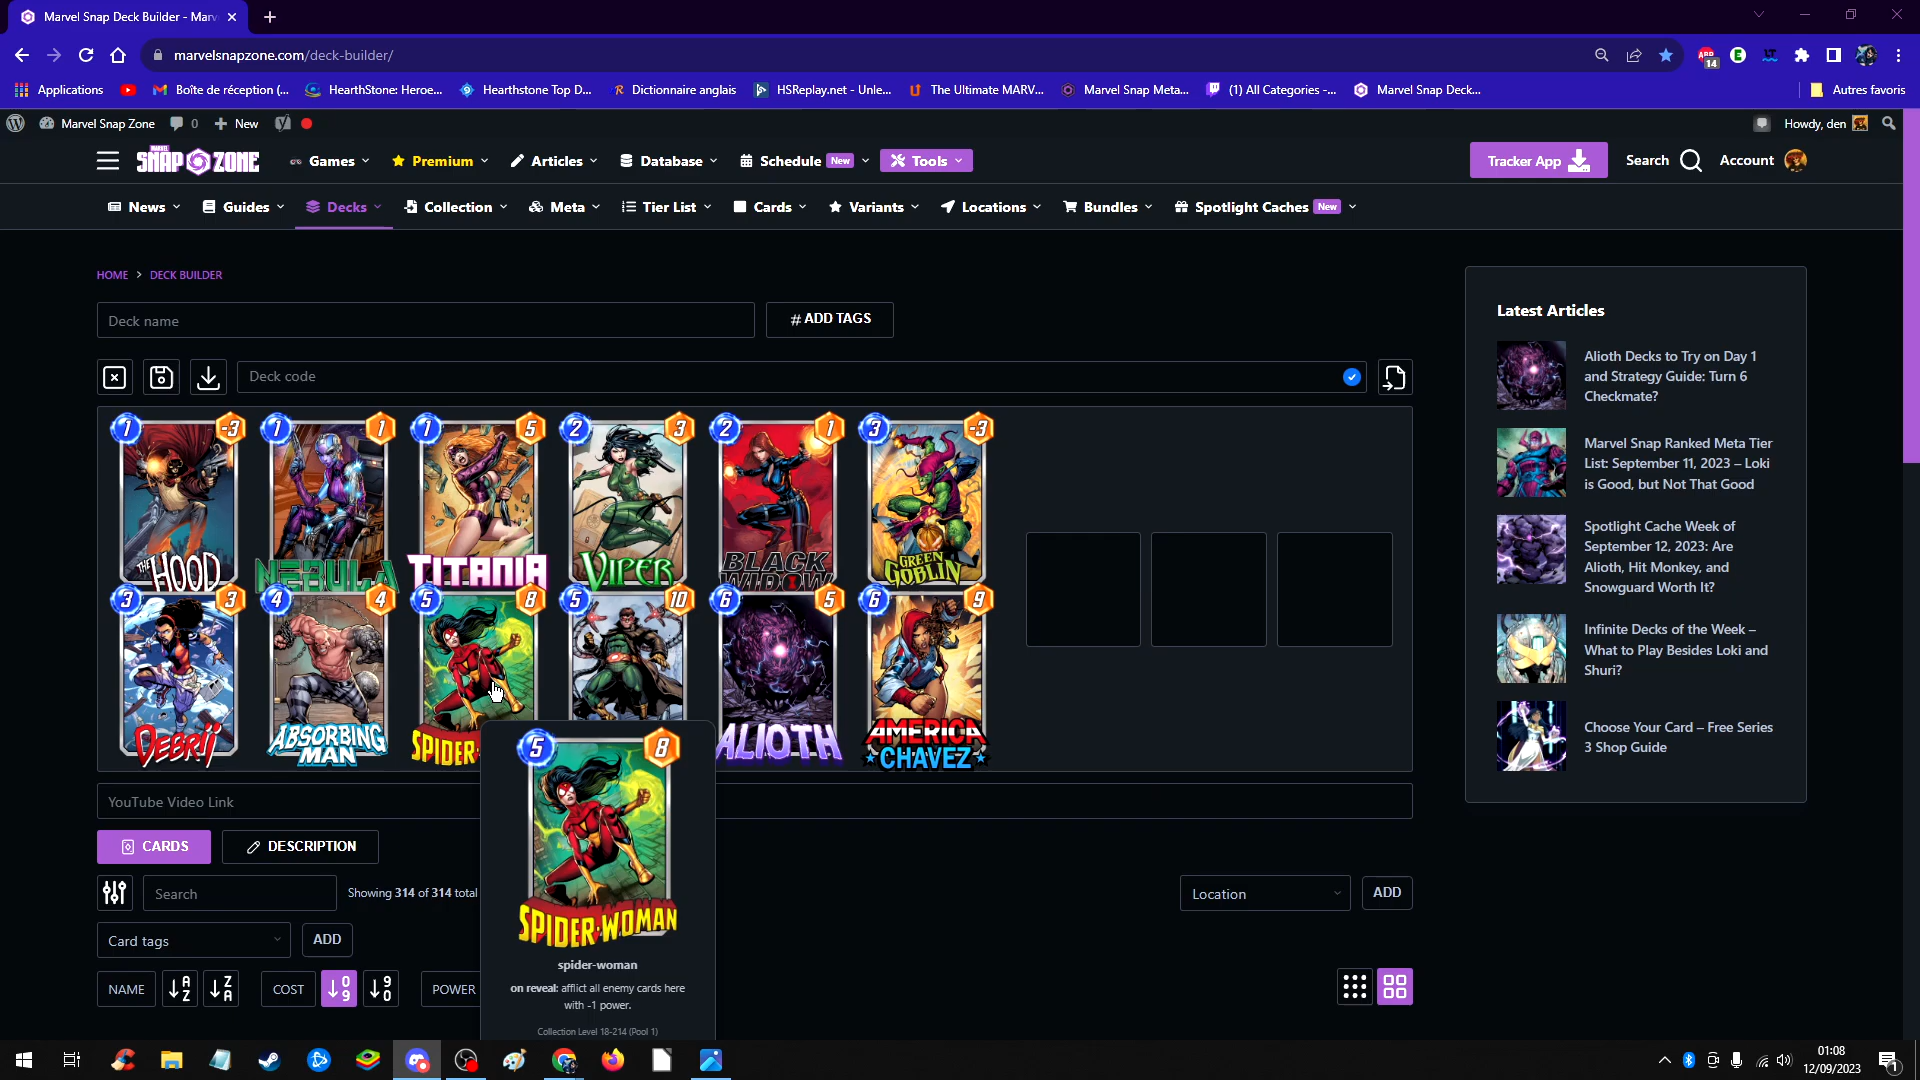 Marvel Snap Deck Builder - Marv
marvelsnapzone.com/deck-builder/
ABP
14
E
LT
Applications
Boîte de réception (...
HearthStone: Heroe...
Hearthstone Top D...
Dictionnaire anglais
HSReplay.net - Unle...
The Ultimate MARV...
Marvel Snap Meta...
(1) All Categories -...
Marvel Snap Deck...
Autres favoris
Marvel Snap Zone
0
New
Howdy, den
MARVEL
SNAP ZONE
Games
Premium
Articles
Database
Schedule New
Tools
Tracker App
Search
Account
News
Guides
Decks
Collection
Meta
Tier List
Cards
Variants
Locations
Bundles
Spotlight Caches New
HOME > DECK BUILDER
Deck name
# ADD TAGS
Deck code
1 -3
1 1
1 5
2 3
2 1
3 -3
THE HOOD
NEBULA
TITANIA
VIPER
BLACK WIDOW
GREEN GOBLIN
3 3
4 4
5 8
5 10
6 5
6 9
DEBRII
ABSORBING MAN
SPIDER-
ALIOTH
AMERICA CHAVEZ
5 8
SPIDER-WOMAN
spider-woman
on reveal: afflict all enemy cards here
with -1 power.
Collection Level 18-214 (Pool 1)
YouTube Video Link
CARDS
DESCRIPTION
Search
Showing 314 of 314 total
Location
ADD
Card tags
ADD
NAME
A Z
Z A
COST
0 9
9 0
POWER
Latest Articles
Alioth Decks to Try on Day 1
and Strategy Guide: Turn 6
Checkmate?
Marvel Snap Ranked Meta Tier
List: September 11, 2023 – Loki
is Good, but Not That Good
Spotlight Cache Week of
September 12, 2023: Are
Alioth, Hit Monkey, and
Snowguard Worth It?
Infinite Decks of the Week –
What to Play Besides Loki and
Shuri?
Choose Your Card – Free Series
3 Shop Guide
01:08
12/09/2023
1